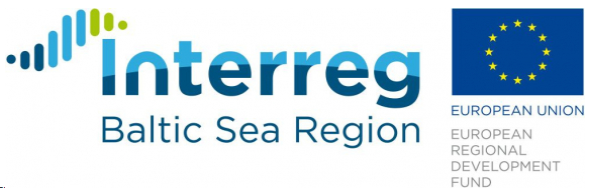 Interreg
Baltic Sea Region
EUROPEAN UNION
EUROPEAN
REGIONAL
DEVELOPMENT
FUND